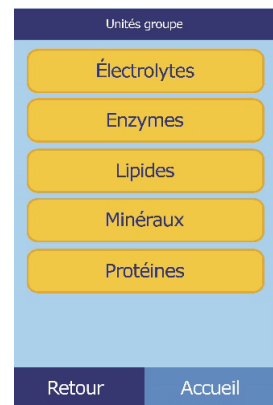 Unités groupe
Électrolytes
Enzymes
Lipides
Minéraux
Protéines
Retour Accueil